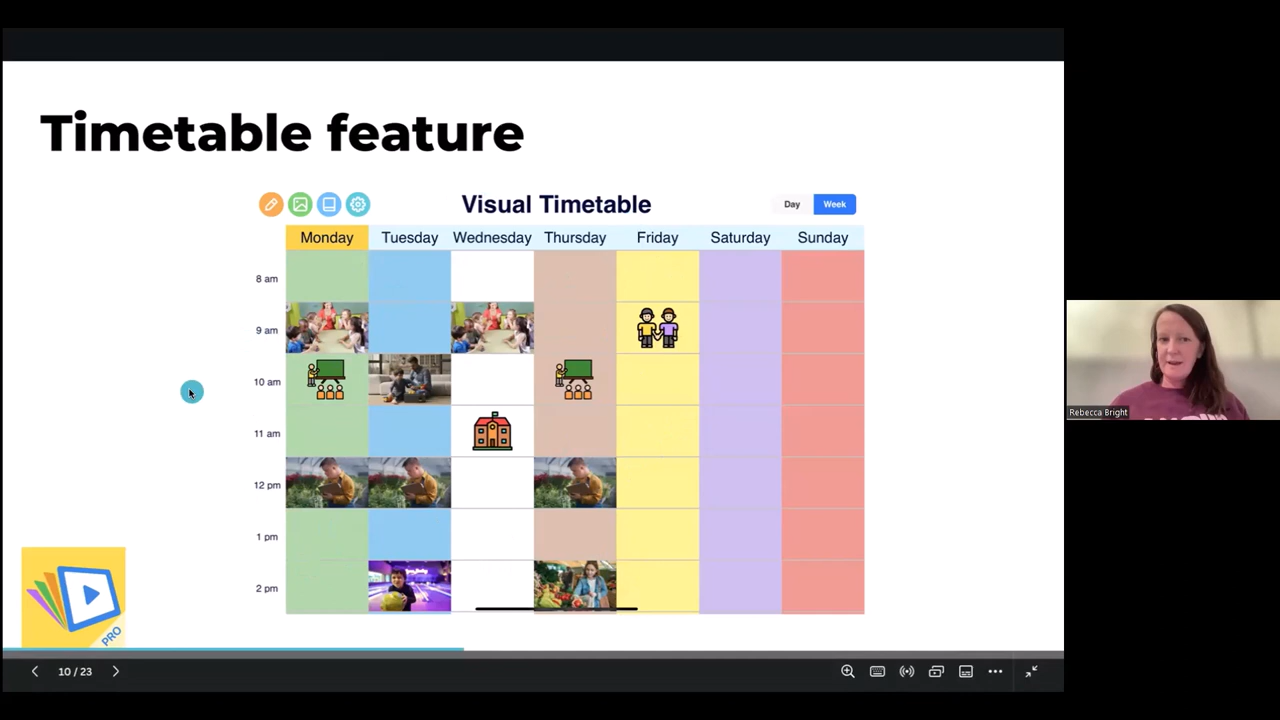 Timetable feature
Visual Timetable
Day Week
Monday Tuesday Wednesday Thursday Friday Saturday Sunday
8 am
9 am
10 am
11 am
12 pm
1 pm
2 pm
PRO
Rebecca Bright
10 / 23